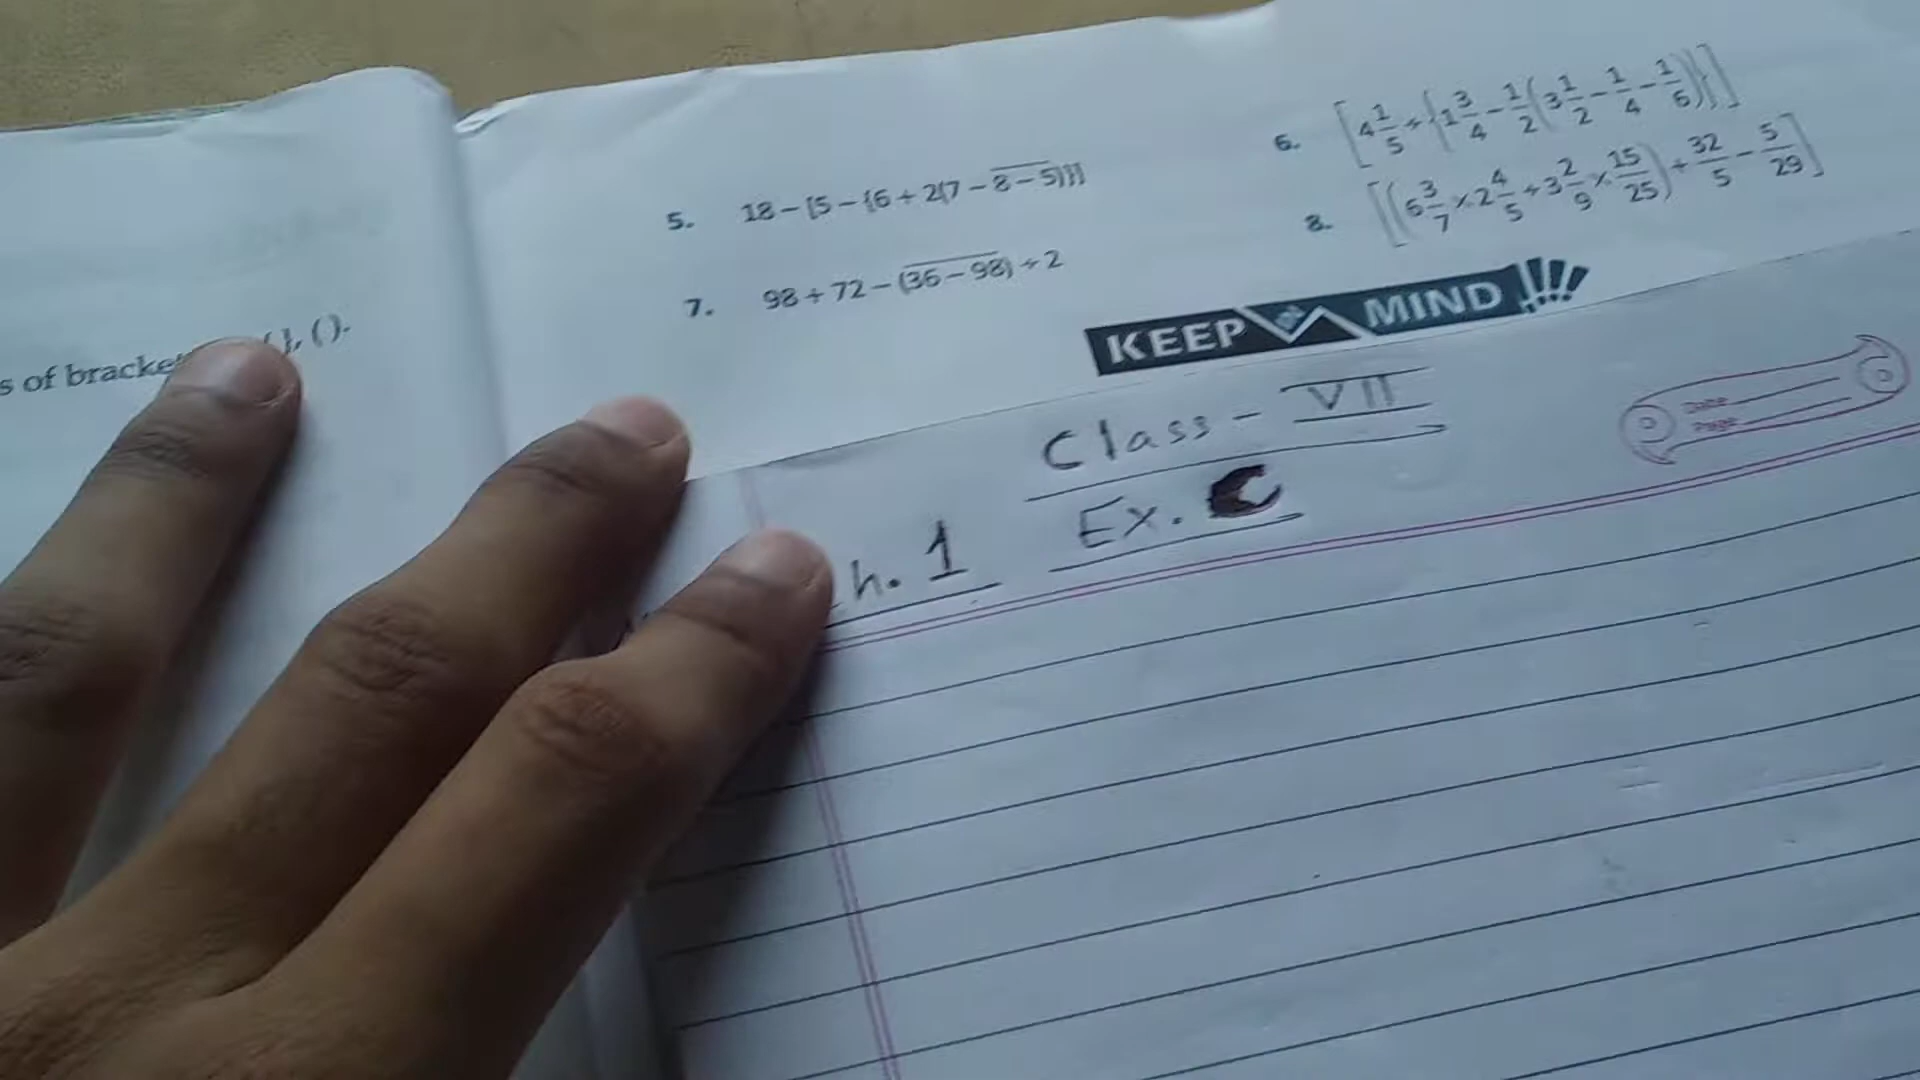 s of bracket }, ( ).
5. 18 – [5 – {6 + 2(7 – 8 – 5)}]
6. [4 1/5 ÷ {1 3/4 – 1/2 (3 1/2 – 1/4 – 1/6)}]
7. 98 + 72 – (36 – 98) ÷ 2
8. [(6 3/7 × 2 4/5 + 3 2/9 × 15/25) + 32/5 – 5/29]
KEEP IN MIND!!!
Class - VII
Date
Page
Ex. C
h. 1